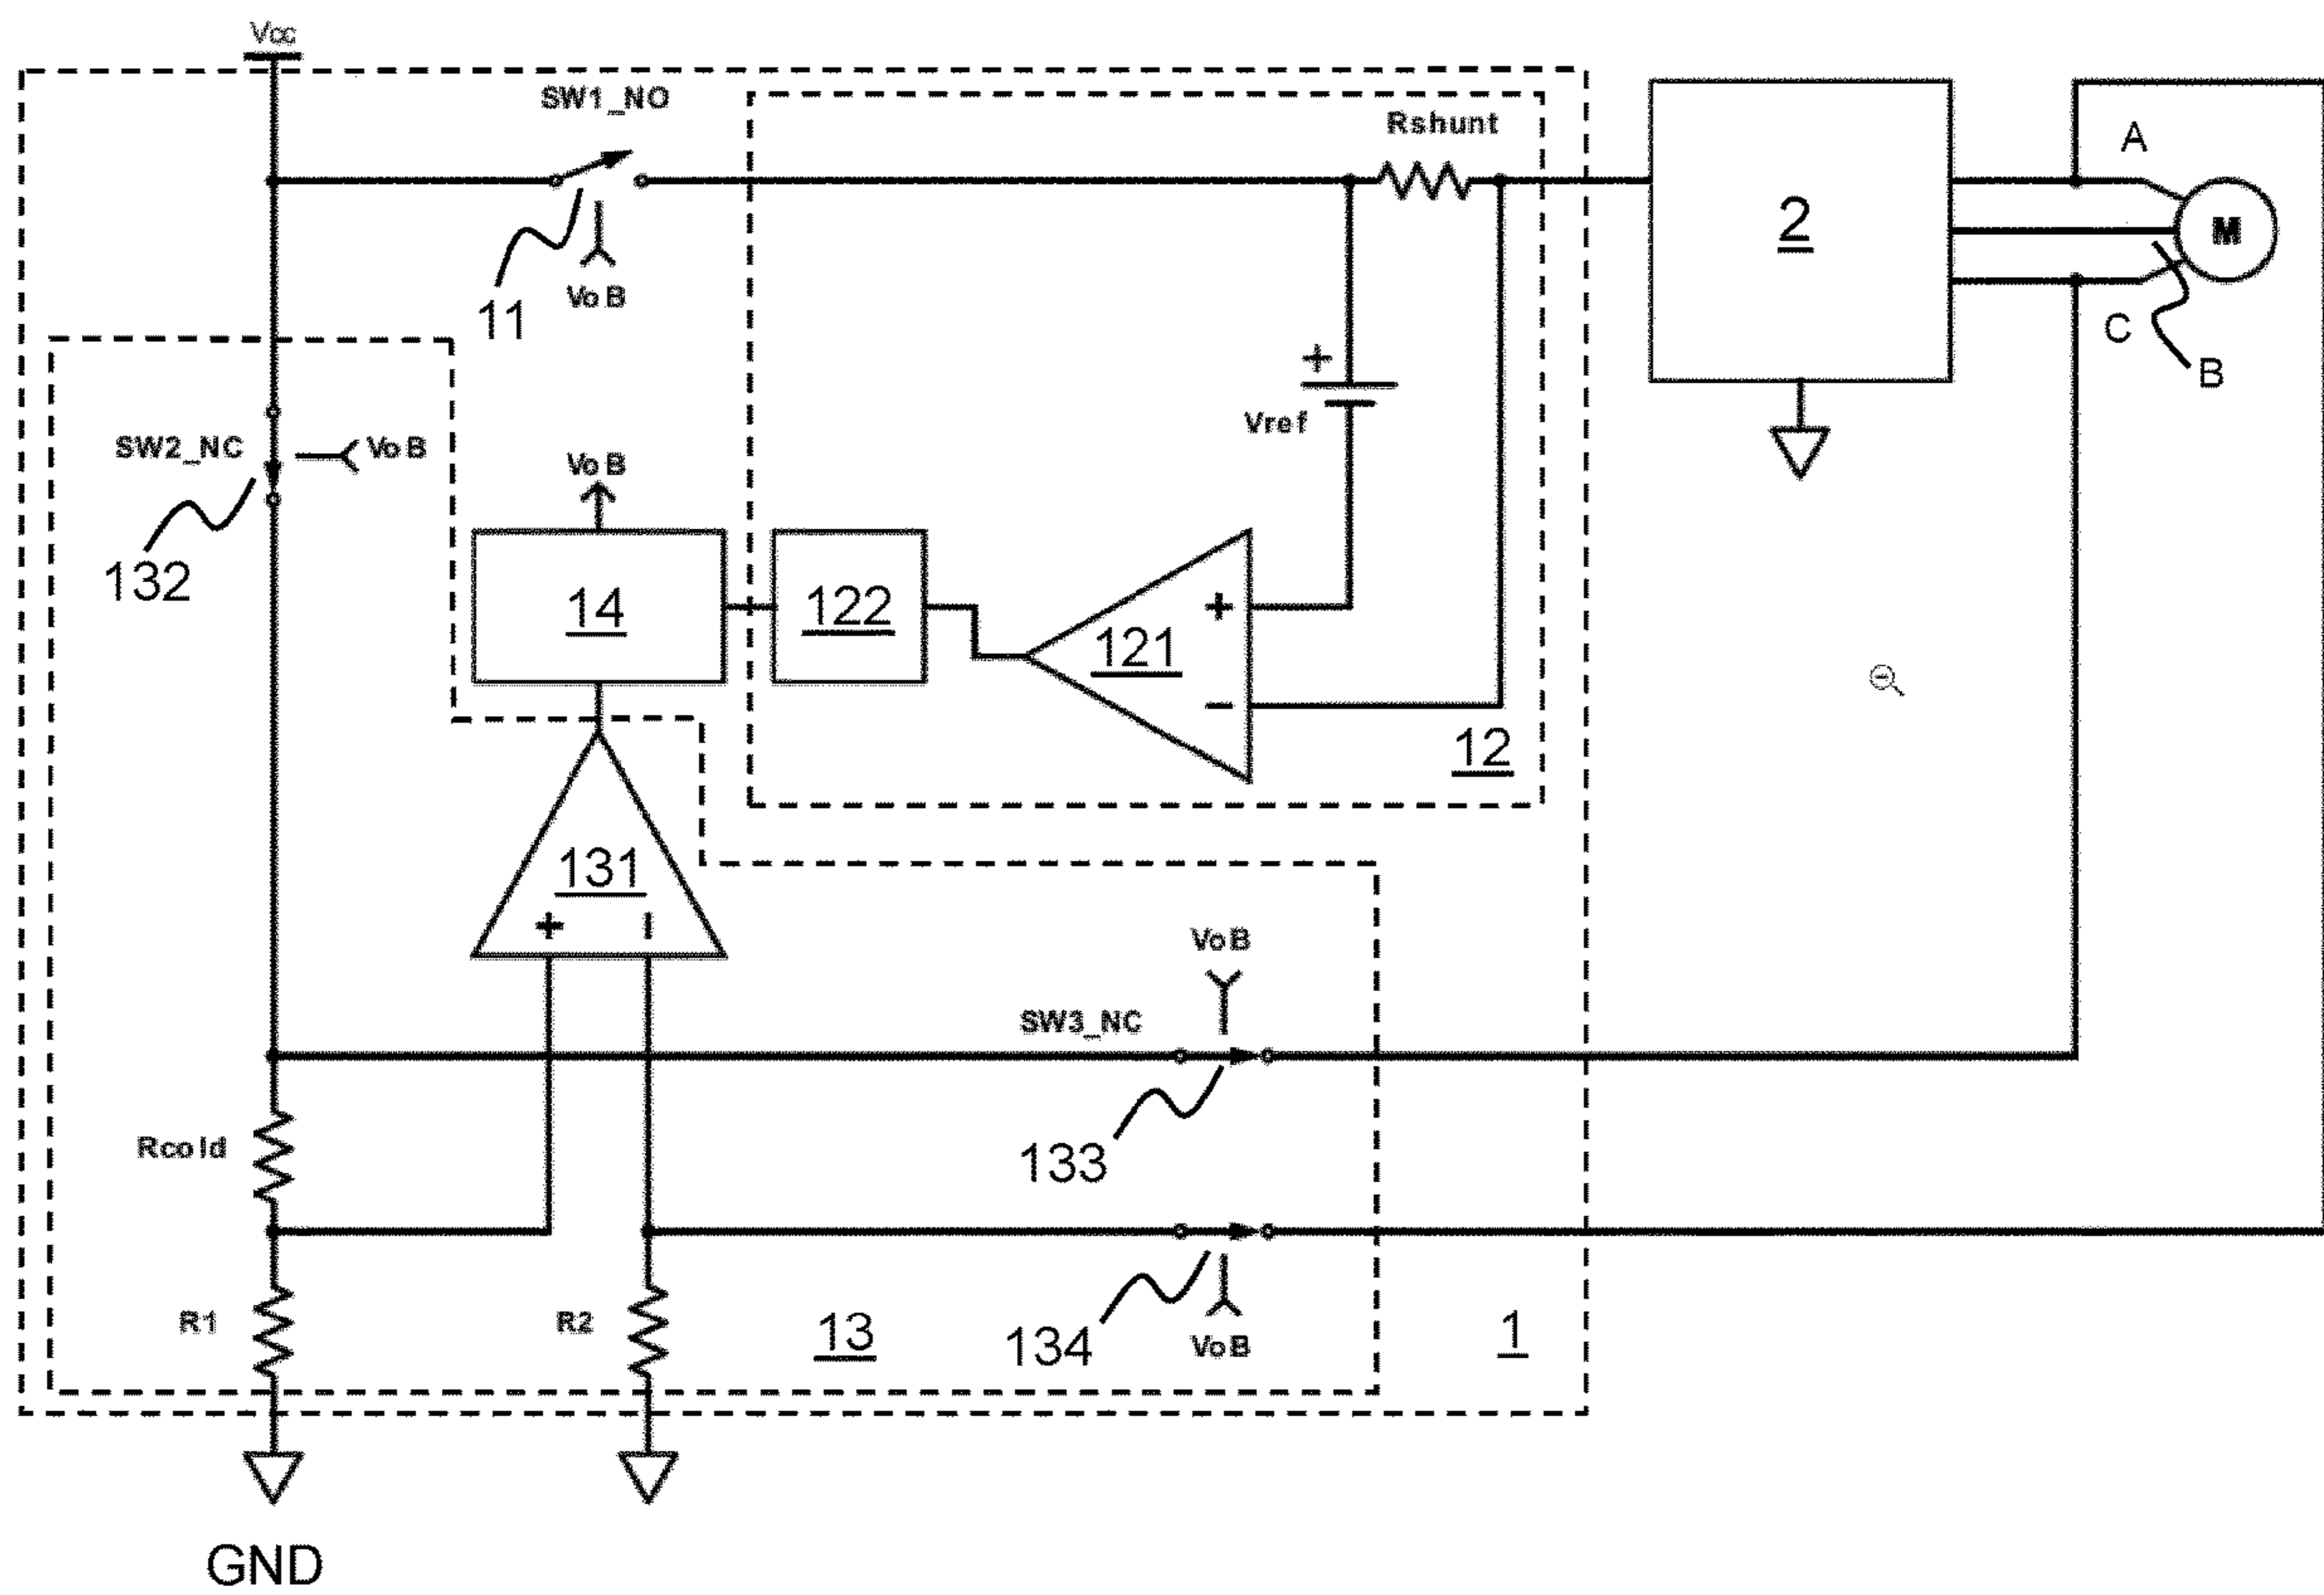 Vcc
SW1_NO
Rshunt
A
2
M
11
VoB
C
B
+
Vref
SW2_NC
VoB
VoB
132
14
122
121
+
−
12
131
+
−
VoB
SW3_NC
Rcold
133
R1
R2
13
134
VoB
1
GND